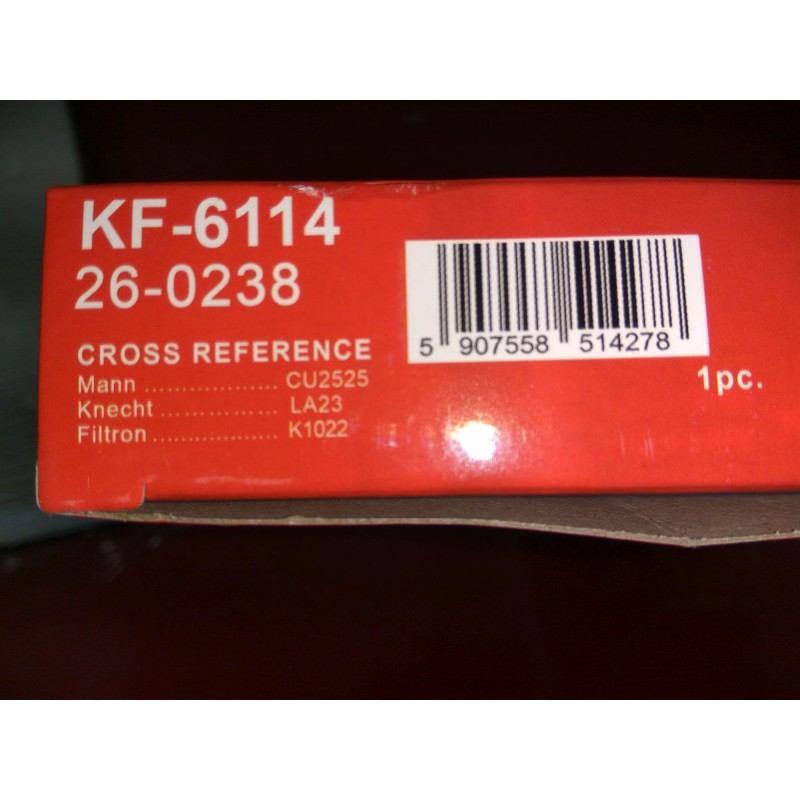 KF-6114
26-0238
CROSS REFERENCE
Mann .................... CU2525
Knecht ................. LA23
Filtron ................... K1022
5 907558 514278
1pc.